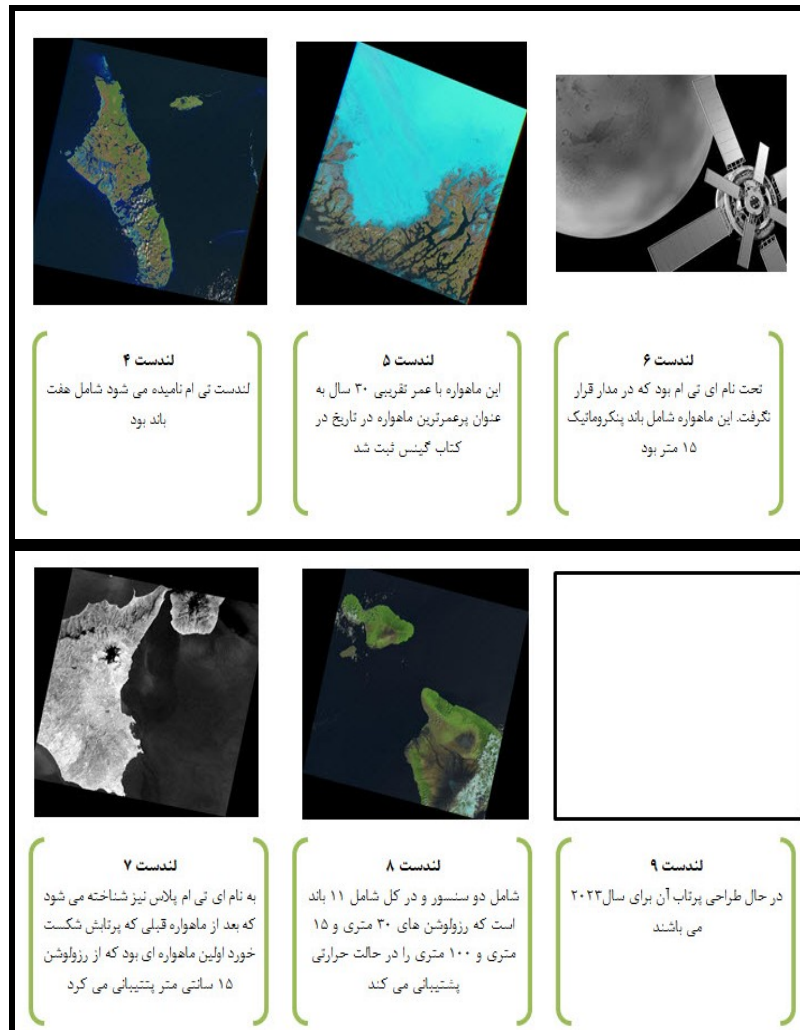 لندست ۴
لندست تی ام نامیده می شود شامل هفت
باند بود
لندست ۵
این ماهواره با عمر تقریبی ۳۰ سال به
عنوان پرعمرترین ماهواره در تاریخ در
کتاب گینس ثبت شد
لندست ۶
تحت نام ای تی ام بود که در مدار قرار
نگرفت. این ماهواره شامل باند پنکروماتیک
۱۵ متر بود
لندست ۷
به نام ای تی ام پلاس نیز شناخته می شود
که بعد از ماهواره قبلی که پرتابش شکست
خورد اولین ماهواره ای بود که از رزولوشن
۱۵ سانتی متر پتتیبانی می کرد
لندست ۸
شامل دو سنسور و در کل شامل ۱۱ باند
است که رزولوشن های ۳۰ متری و ۱۵
متری و ۱۰۰ متری را در حالت حرارتی
پشتیبانی می کند
لندست ۹
در حال طراحی پرتاب آن برای سال۲۰۲۳
می باشند